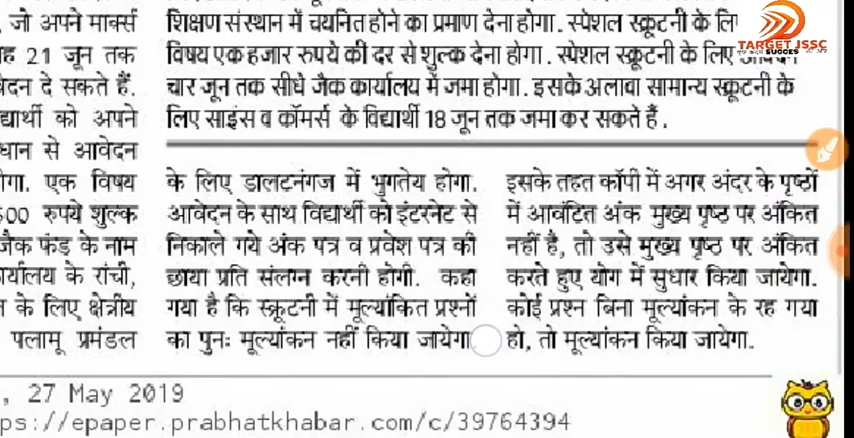 जो अपने मार्क्स
21 जून तक
दे सकते हैं.
को अपने
से आवेदन
एक विषय
रुपये शुल्क
जैक फंड के नाम
के रांची,
के लिए क्षेत्रीय
पलामू प्रमंडल
शिक्षण संस्थान में चयनित होने का प्रमाण देना होगा. स्पेशल स्क्रूटनी के
विषय एक हजार रुपये की दर से शुल्क देना होगा. स्पेशल स्क्रूटनी के लिए
चार जून तक सीधे जैक कार्यालय में जमा होगा. इसके अलावा सामान्य स्क्रूटनी के
लिए साइंस व कॉमर्स के विद्यार्थी 18 जून तक जमा कर सकते हैं.
के लिए डालटनगंज में भुगतेय होगा.
आवेदन के साथ विद्यार्थी को इंटरनेट से
निकाले गये अंक पत्र व प्रवेश पत्र की
छाया प्रति संलग्न करनी होगी. कहा
गया है कि स्क्रूटनी में मूल्यांकित प्रश्नों
का पुनः मूल्यांकन नहीं किया जायेगा
इसके तहत कॉपी में अगर अंदर के पृष्ठों
में आवंटित अंक मुख्य पृष्ठ पर अंकित
नहीं है, तो उसे मुख्य पृष्ठ पर अंकित
करते हुए योग में सुधार किया जायेगा.
कोई प्रश्न बिना मूल्यांकन के रह गया
हो, तो मूल्यांकन किया जायेगा.
TARGET JSSC
SUCCES
, 27 May 2019
ps://epaper.prabhatkhabar.com/c/39764394